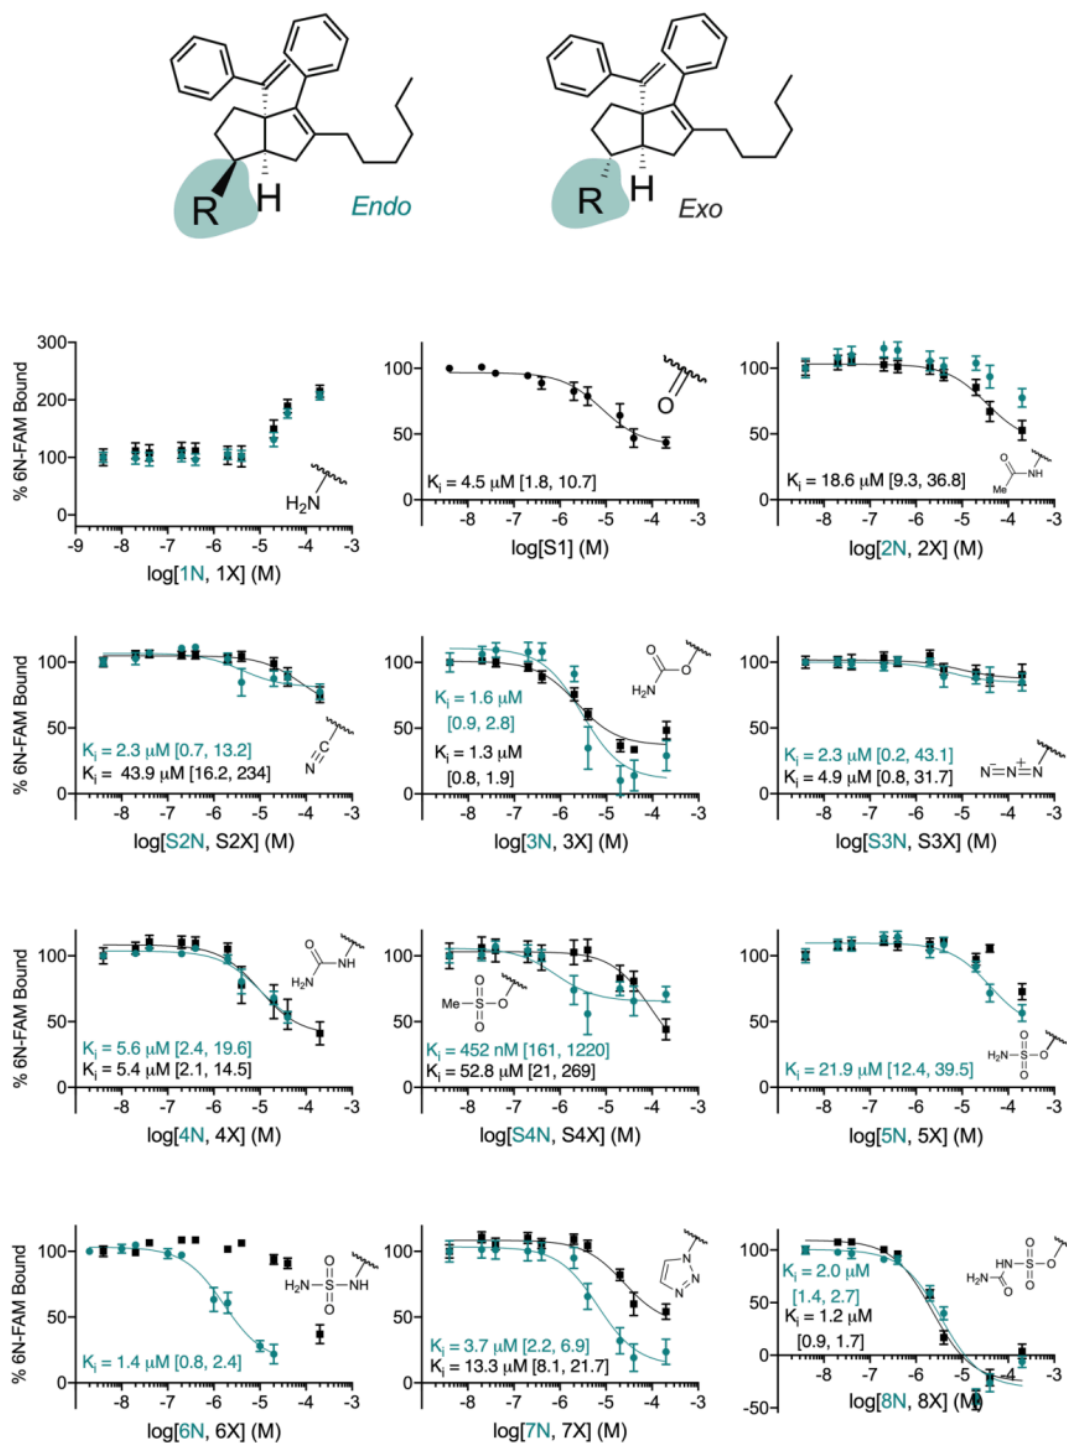 R
H
Endo
R
H
Exo
% 6N-FAM Bound
300
200
100
0
H₂N
-9 -8 -7 -6 -5 -4 -3
log[1N, 1X] (M)
100
50
0
O
Kᵢ = 4.5 μM [1.8, 10.7]
-8 -7 -6 -5 -4 -3
log[S1] (M)
100
50
0
O
NH
Me
Kᵢ = 18.6 μM [9.3, 36.8]
-8 -7 -6 -5 -4 -3
log[2N, 2X] (M)
% 6N-FAM Bound
100
50
0
Kᵢ = 2.3 μM [0.7, 13.2]
Kᵢ = 43.9 μM [16.2, 234]
N
C
-8 -7 -6 -5 -4 -3
log[S2N, S2X] (M)
100
50
0
O
H₂N
O
Kᵢ = 1.6 μM
[0.9, 2.8]
Kᵢ = 1.3 μM
[0.8, 1.9]
-8 -7 -6 -5 -4 -3
log[3N, 3X] (M)
100
50
0
Kᵢ = 2.3 μM [0.2, 43.1]
Kᵢ = 4.9 μM [0.8, 31.7]
N=N=N
- +
-8 -7 -6 -5 -4 -3
log[S3N, S3X] (M)
% 6N-FAM Bound
100
50
0
O
H₂N
NH
Kᵢ = 5.6 μM [2.4, 19.6]
Kᵢ = 5.4 μM [2.1, 14.5]
-8 -7 -6 -5 -4 -3
log[4N, 4X] (M)
100
50
0
O
Me S O
O
Kᵢ = 452 nM [161, 1220]
Kᵢ = 52.8 μM [21, 269]
-8 -7 -6 -5 -4 -3
log[S4N, S4X] (M)
100
50
0
O
H₂N S O
O
Kᵢ = 21.9 μM [12.4, 39.5]
-8 -7 -6 -5 -4 -3
log[5N, 5X] (M)
% 6N-FAM Bound
100
50
0
O
H₂N S NH
O
Kᵢ = 1.4 μM [0.8, 2.4]
-8 -7 -6 -5 -4 -3
log[6N, 6X] (M)
100
50
0
N
N
N
Kᵢ = 3.7 μM [2.2, 6.9]
Kᵢ = 13.3 μM [8.1, 21.7]
-8 -7 -6 -5 -4 -3
log[7N, 7X] (M)
100
50
0
-50
O
HN S O
H₂N O O
Kᵢ = 2.0 μM
[1.4, 2.7]
Kᵢ = 1.2 μM
[0.9, 1.7]
-8 -7 -6 -5 -4 -3
log[8N, 8X] (M)